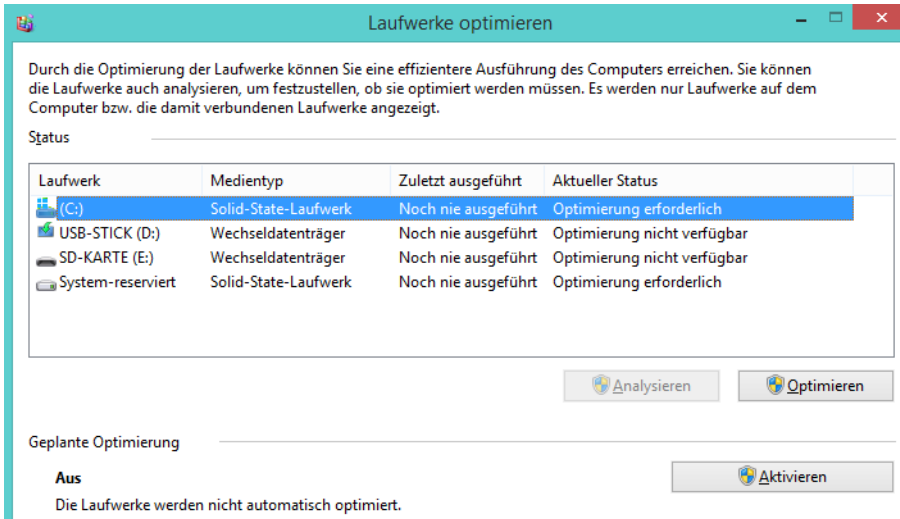 Laufwerke optimieren
Durch die Optimierung der Laufwerke können Sie eine effizientere Ausführung des Computers erreichen. Sie können
die Laufwerke auch analysieren, um festzustellen, ob sie optimiert werden müssen. Es werden nur Laufwerke auf dem
Computer bzw. die damit verbundenen Laufwerke angezeigt.
Status
Laufwerk Medientyp Zuletzt ausgeführt Aktueller Status
(C:) Solid-State-Laufwerk Noch nie ausgeführt Optimierung erforderlich
USB-STICK (D:) Wechseldatenträger Noch nie ausgeführt Optimierung nicht verfügbar
SD-KARTE (E:) Wechseldatenträger Noch nie ausgeführt Optimierung nicht verfügbar
System-reserviert Solid-State-Laufwerk Noch nie ausgeführt Optimierung erforderlich
Analysieren Optimieren
Geplante Optimierung
Aus Aktivieren
Die Laufwerke werden nicht automatisch optimiert.